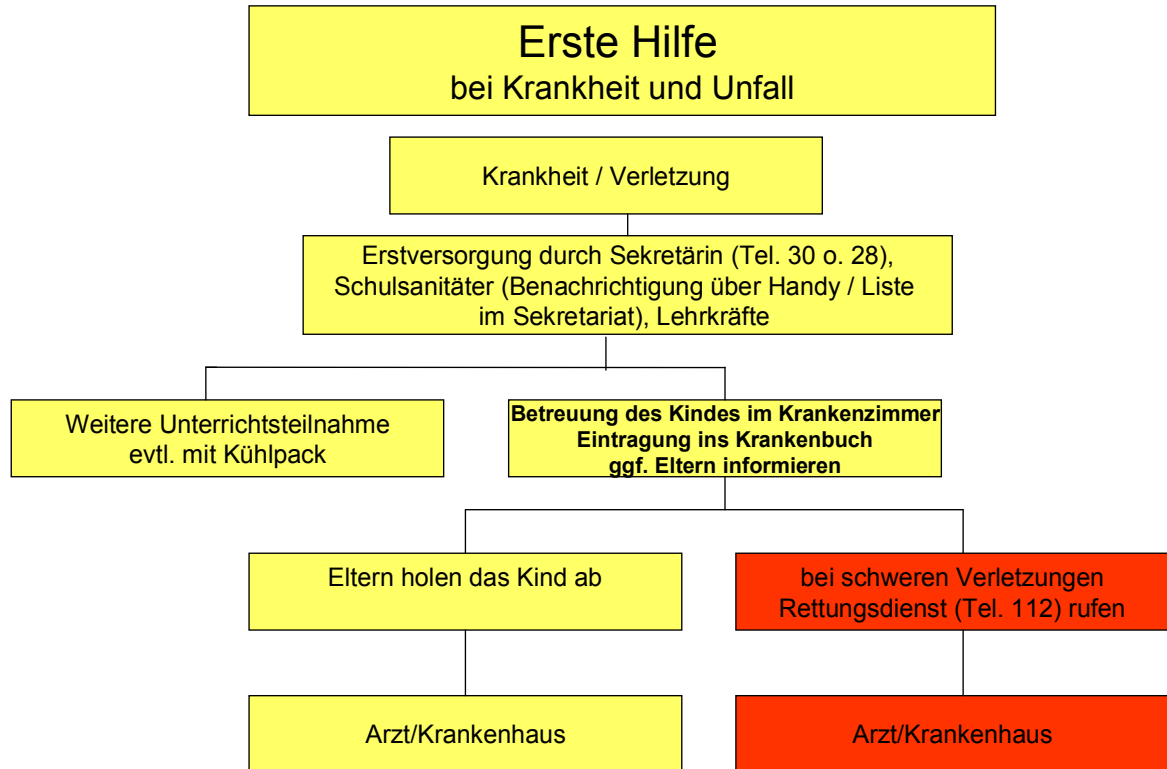 Erste Hilfe
bei Krankheit und Unfall
Krankheit / Verletzung
Erstversorgung durch Sekretärin (Tel. 30 o. 28),
Schulsanitäter (Benachrichtigung über Handy / Liste
im Sekretariat), Lehrkräfte
Weitere Unterrichtsteilnahme
evtl. mit Kühlpack
Betreuung des Kindes im Krankenzimmer
Eintragung ins Krankenbuch
ggf. Eltern informieren
Eltern holen das Kind ab
bei schweren Verletzungen
Rettungsdienst (Tel. 112) rufen
Arzt/Krankenhaus
Arzt/Krankenhaus